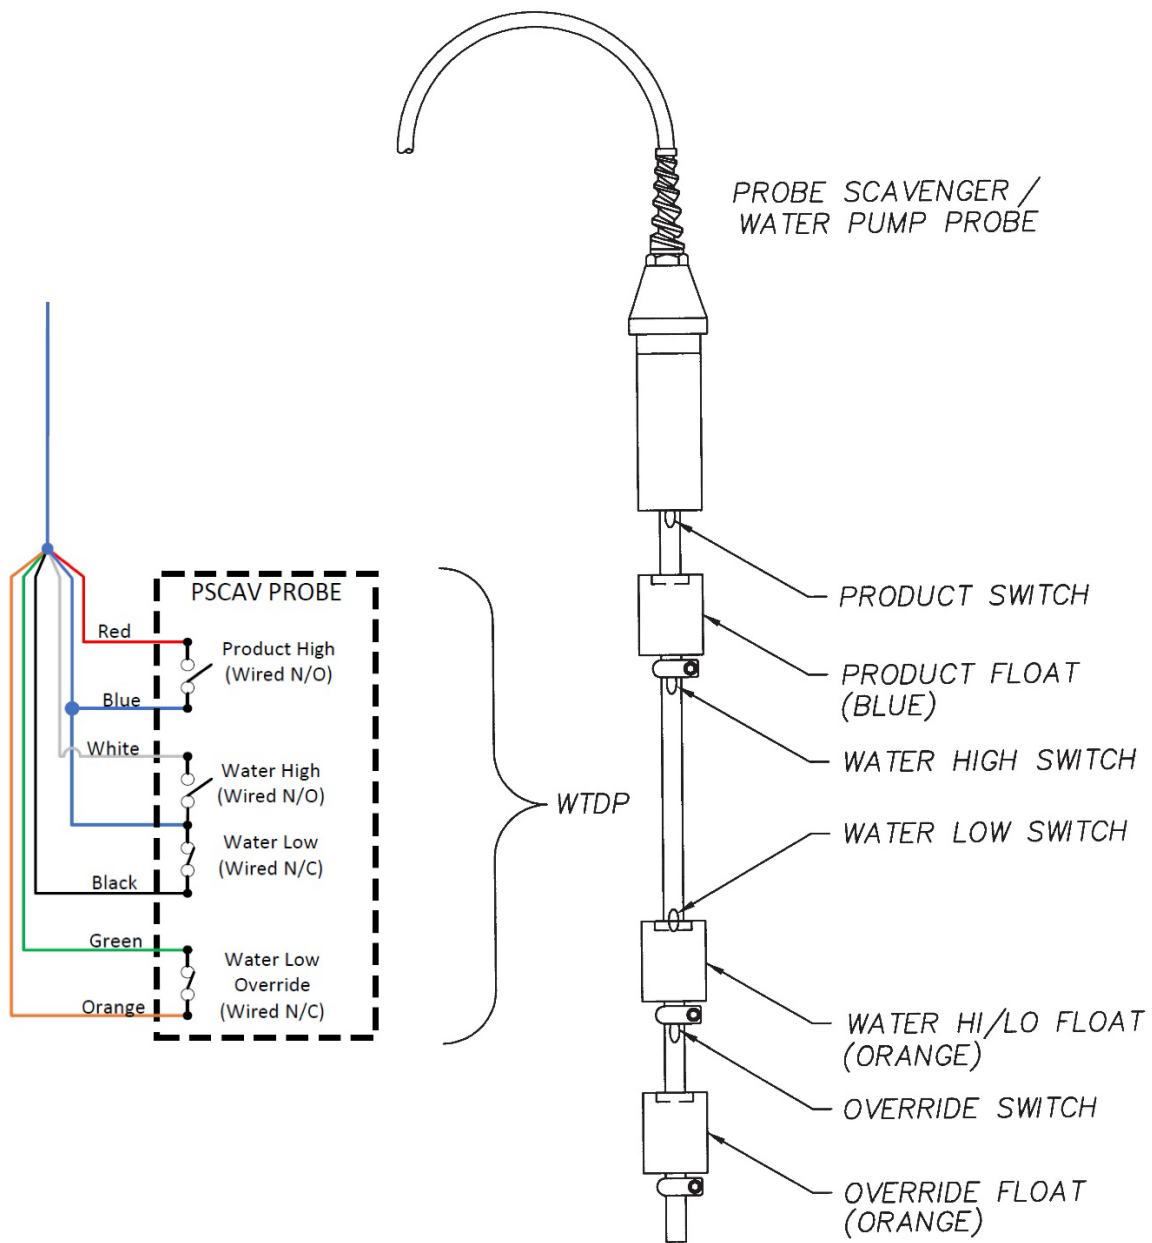 PROBE SCAVENGER /
WATER PUMP PROBE
PSCAV PROBE
Red
Product High
(Wired N/O)
Blue
White
Water High
(Wired N/O)
Water Low
(Wired N/C)
Black
Green
Water Low
Override
(Wired N/C)
Orange
WTDP
PRODUCT SWITCH
PRODUCT FLOAT
(BLUE)
WATER HIGH SWITCH
WATER LOW SWITCH
WATER HI/LO FLOAT
(ORANGE)
OVERRIDE SWITCH
OVERRIDE FLOAT
(ORANGE)